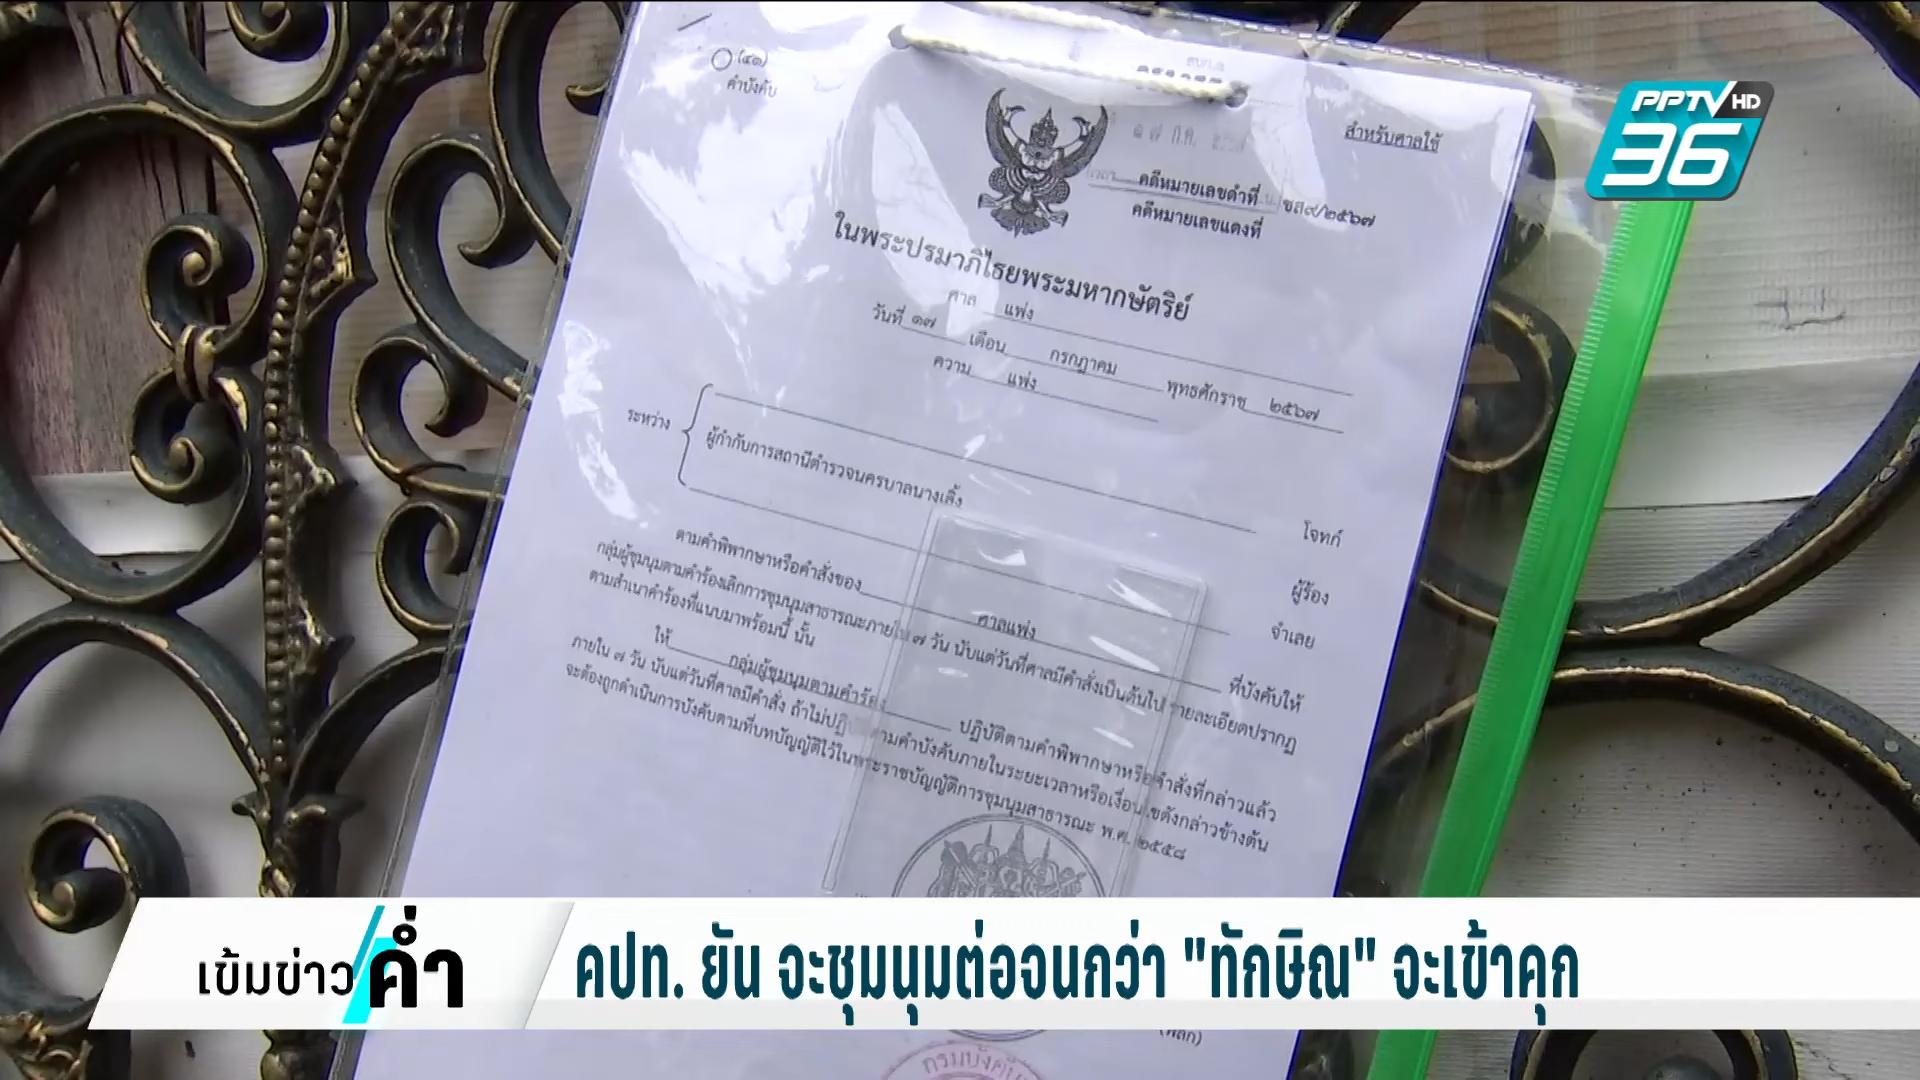 (๔๑)
คำบังคับ
๑๗ ก.ค.
สำหรับศาลใช้
คดีหมายเลขดำที่ ชส๙/๒๕๖๗
คดีหมายเลขแดงที่
ในพระปรมาภิไธยพระมหากษัตริย์
ศาล แพ่ง
วันที่ ๑๗ เดือน กรกฎาคม พุทธศักราช ๒๕๖๗
ความ แพ่ง
โจทก์
ระหว่าง ผู้กำกับการสถานีตำรวจนครบาลนางเลิ้ง ผู้ร้อง
จำเลย
ตามคำพิพากษาหรือคำสั่งของ ศาลแพ่ง ที่บังคับให้
กลุ่มผู้ชุมนุมตามคำร้องเลิกการชุมนุมสาธารณะภายใน ๗ วัน นับแต่วันที่ศาลมีคำสั่งเป็นต้นไป รายละเอียดปรากฏ
ตามสำเนาคำร้องที่แนบมาพร้อมนี้ นั้น
ให้ กลุ่มผู้ชุมนุมตามคำร้อง ปฏิบัติตามคำพิพากษาหรือคำสั่งที่กล่าวแล้ว
ภายใน ๗ วัน นับแต่วันที่ศาลมีคำสั่ง ถ้าไม่ปฏิบัติตามคำบังคับภายในระยะเวลาหรือเงื่อนไขดังกล่าวข้างต้น
จะต้องถูกดำเนินการบังคับตามที่บทบัญญัติไว้ในพระราชบัญญัติการชุมนุมสาธารณะ พ.ศ. ๒๕๕๘
(พลิก)
PPTV HD
36
เข้มข่าวค่ำ
คปท. ยัน จะชุมนุมต่อจนกว่า "ทักษิณ" จะเข้าคุก